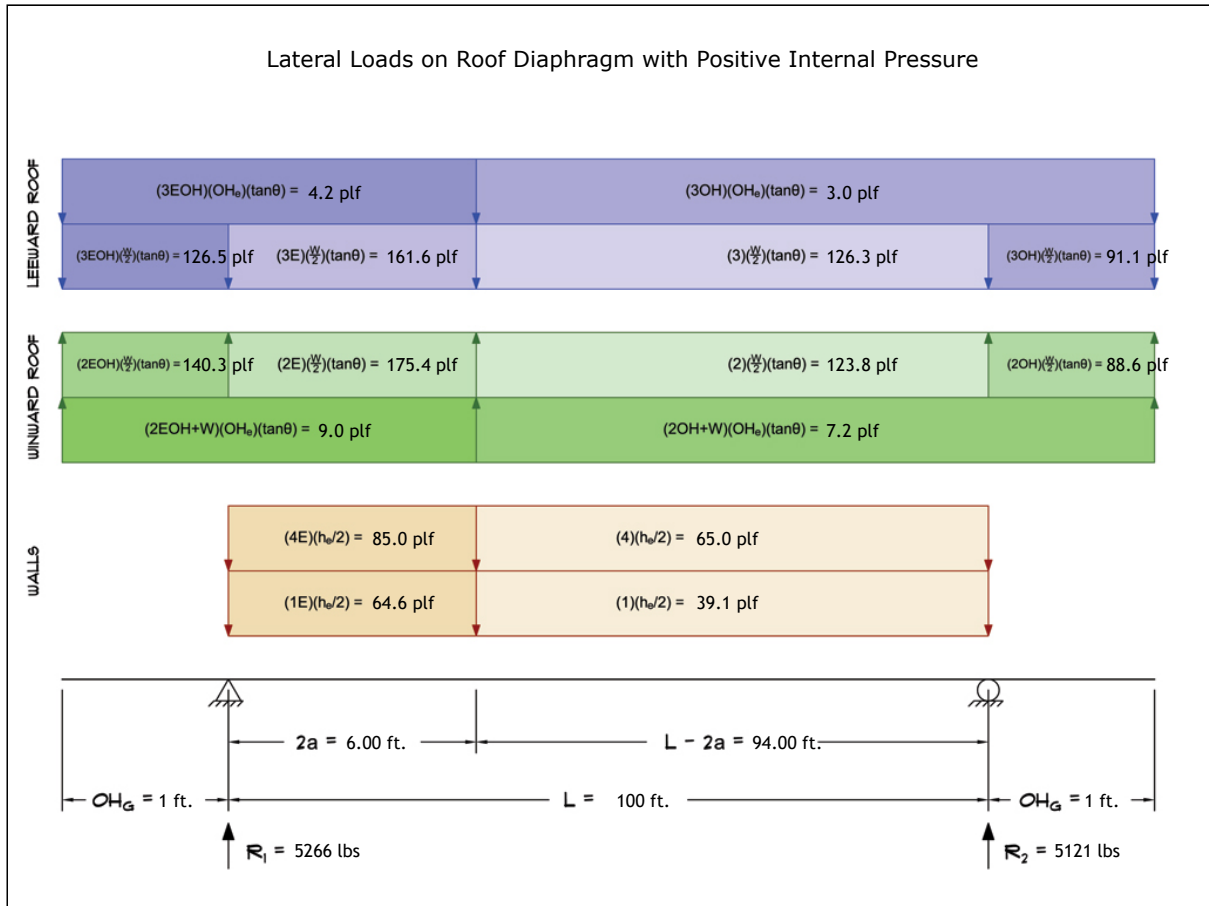 Lateral Loads on Roof Diaphragm with Positive Internal Pressure
LEEWARD ROOF
(3EOH)(OHₑ)(tanθ) = 4.2 plf
(3OH)(OHₑ)(tanθ) = 3.0 plf
(3EOH)(W/2)(tanθ) = 126.5 plf
(3E)(W/2)(tanθ) = 161.6 plf
(3)(W/2)(tanθ) = 126.3 plf
(3OH)(W/2)(tanθ) = 91.1 plf
WINWARD ROOF
(2EOH)(W/2)(tanθ) = 140.3 plf
(2E)(W/2)(tanθ) = 175.4 plf
(2)(W/2)(tanθ) = 123.8 plf
(2OH)(W/2)(tanθ) = 88.6 plf
(2EOH+W)(OHₑ)(tanθ) = 9.0 plf
(2OH+W)(OHₑ)(tanθ) = 7.2 plf
WALLS
(4E)(hₑ/2) = 85.0 plf
(4)(hₑ/2) = 65.0 plf
(1E)(hₑ/2) = 64.6 plf
(1)(hₑ/2) = 39.1 plf
2a = 6.00 ft.
L - 2a = 94.00 ft.
OH_G = 1 ft.
L = 100 ft.
OH_G = 1 ft.
R₁ = 5266 lbs
R₂ = 5121 lbs